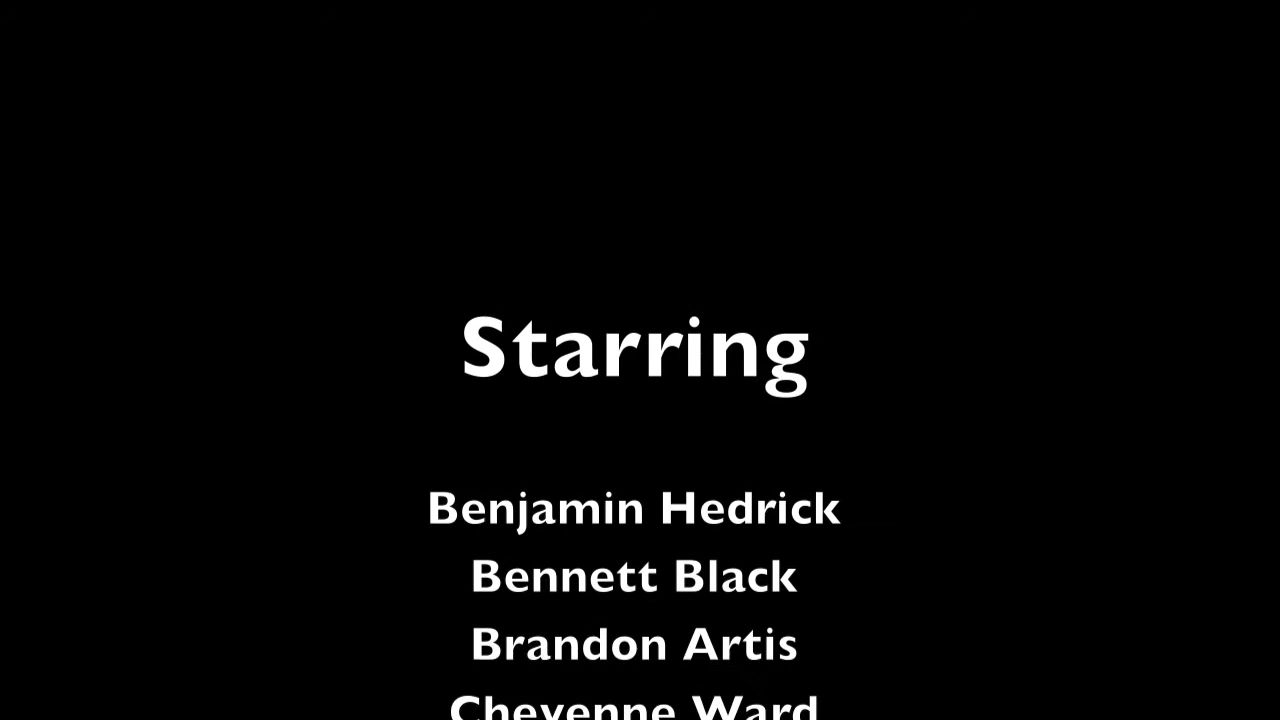 Starring
Benjamin Hedrick
Bennett Black
Brandon Artis
Cheyenne Ward